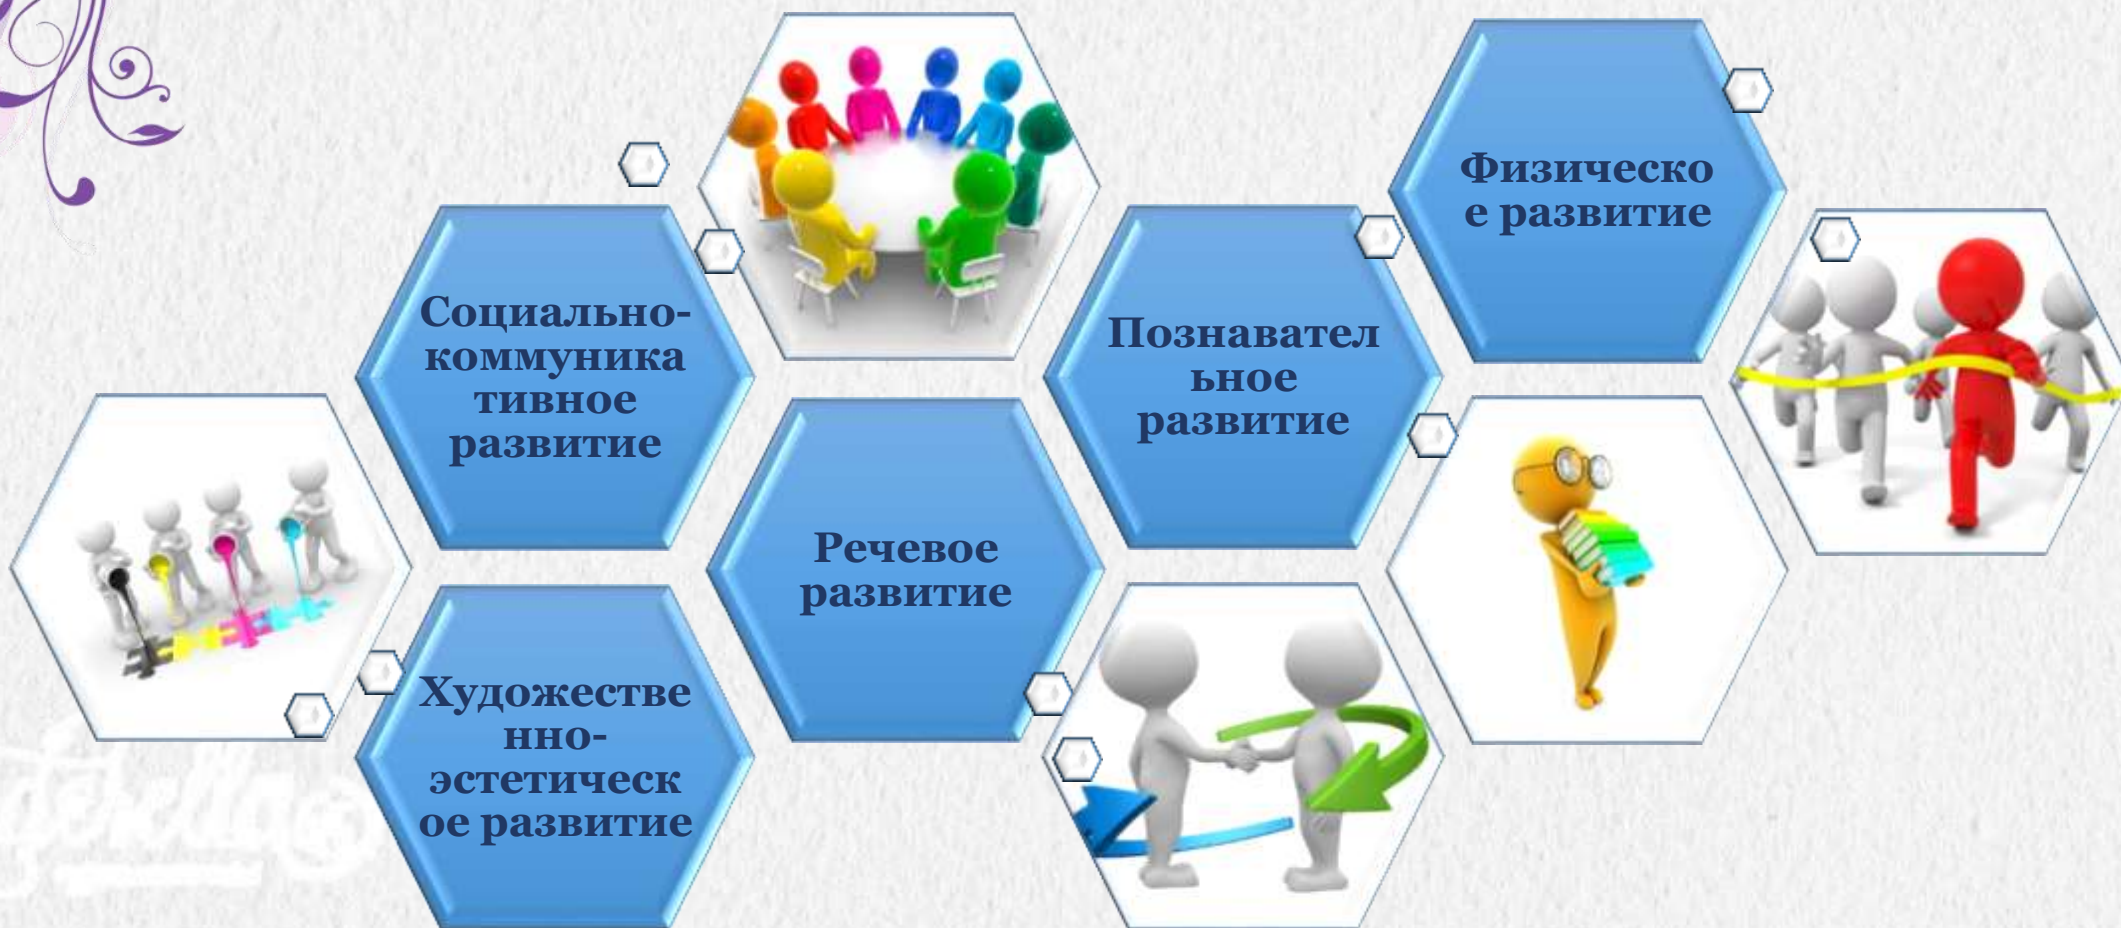 Социально-
коммуника
тивное
развитие
Художестве
нно-
эстетическ
ое развитие
Речевое
развитие
Познавател
ьное
развитие
Физическо
е развитие